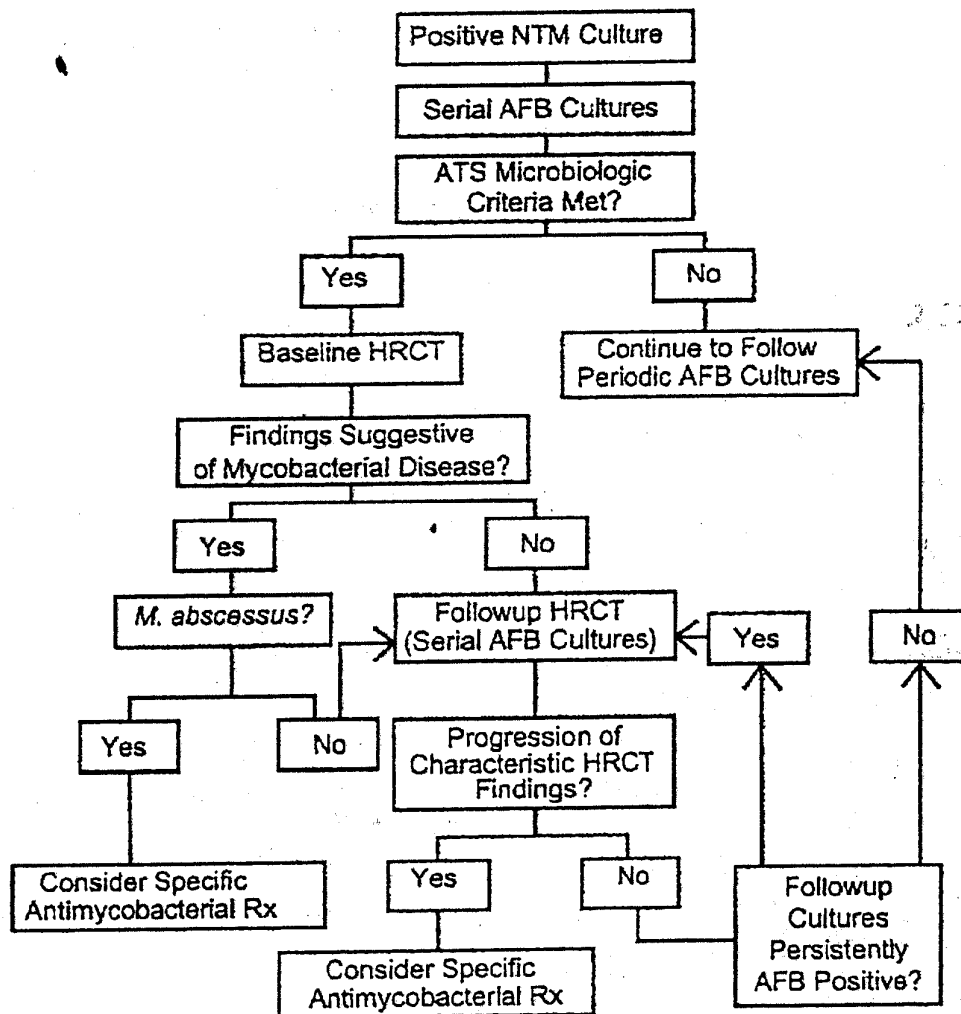 Positive NTM Culture
Serial AFB Cultures
ATS Microbiologic
Criteria Met?
Yes
No
Baseline HRCT
Continue to Follow
Periodic AFB Cultures
Findings Suggestive
of Mycobacterial Disease?
Yes
No
M. abscessus?
Followup HRCT
(Serial AFB Cultures)
Yes
No
Yes
No
Progression of
Characteristic HRCT
Findings?
Consider Specific
Antimycobacterial Rx
Yes
No
Followup
Cultures
Persistently
AFB Positive?
Consider Specific
Antimycobacterial Rx